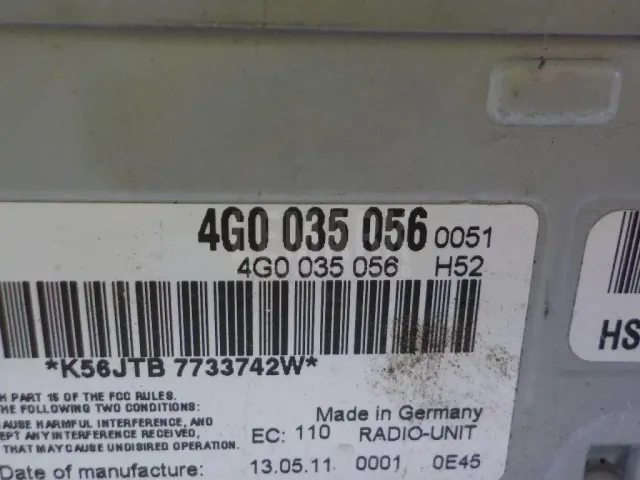 4G0 035 056 0051
4G0 035 056 H52
HS
*K56JTB 7733742W*
PART 15 OF THE FCC RULES.
THE FOLLOWING TWO CONDITIONS:
CAUSE HARMFUL INTERFERENCE, AND
EPT ANY INTERFERENCE RECEIVED,
THAT MAY CAUSE UNDISIRED OPERATION.
Made in Germany
EC: 110 RADIO-UNIT
Date of manufacture: 13.05.11 0001 0E45